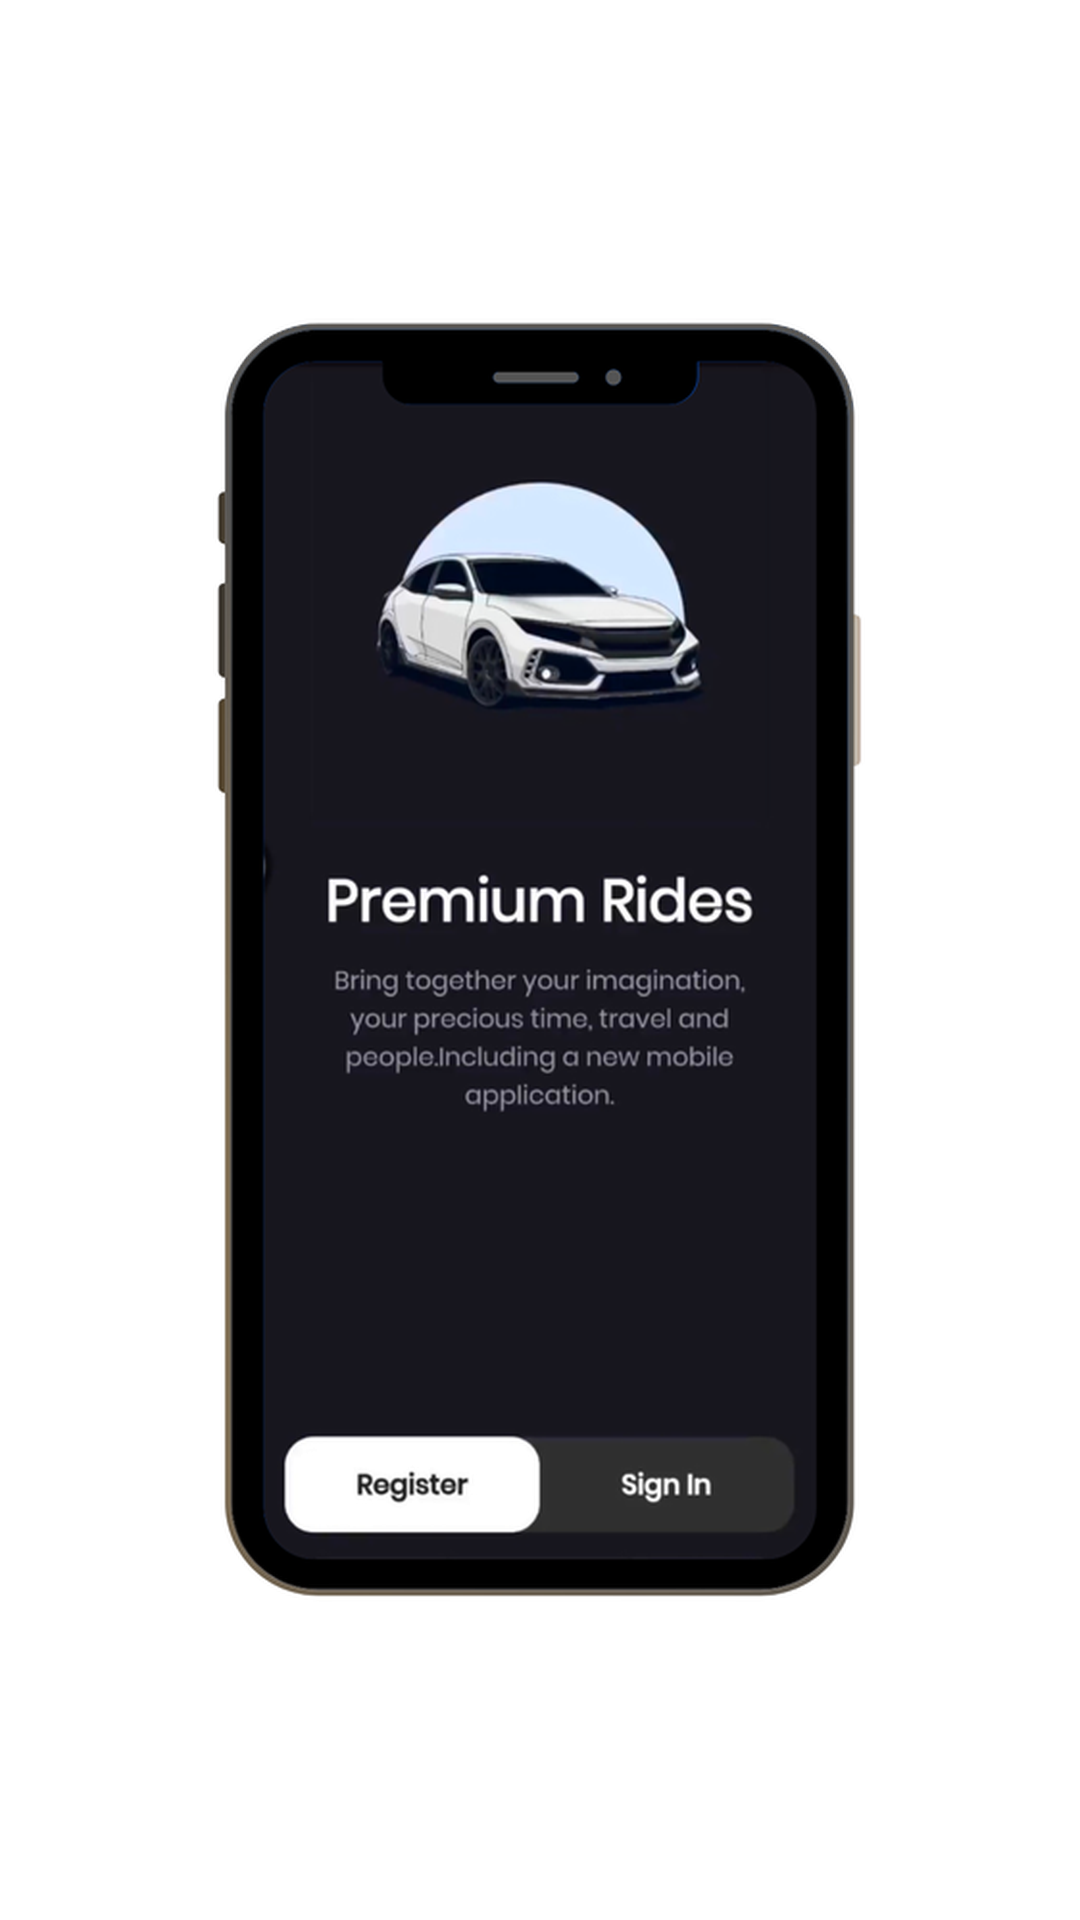 Premium Rides
Bring together your imagination,
your precious time, travel and
people.Including a new mobile
application.
Register
Sign In